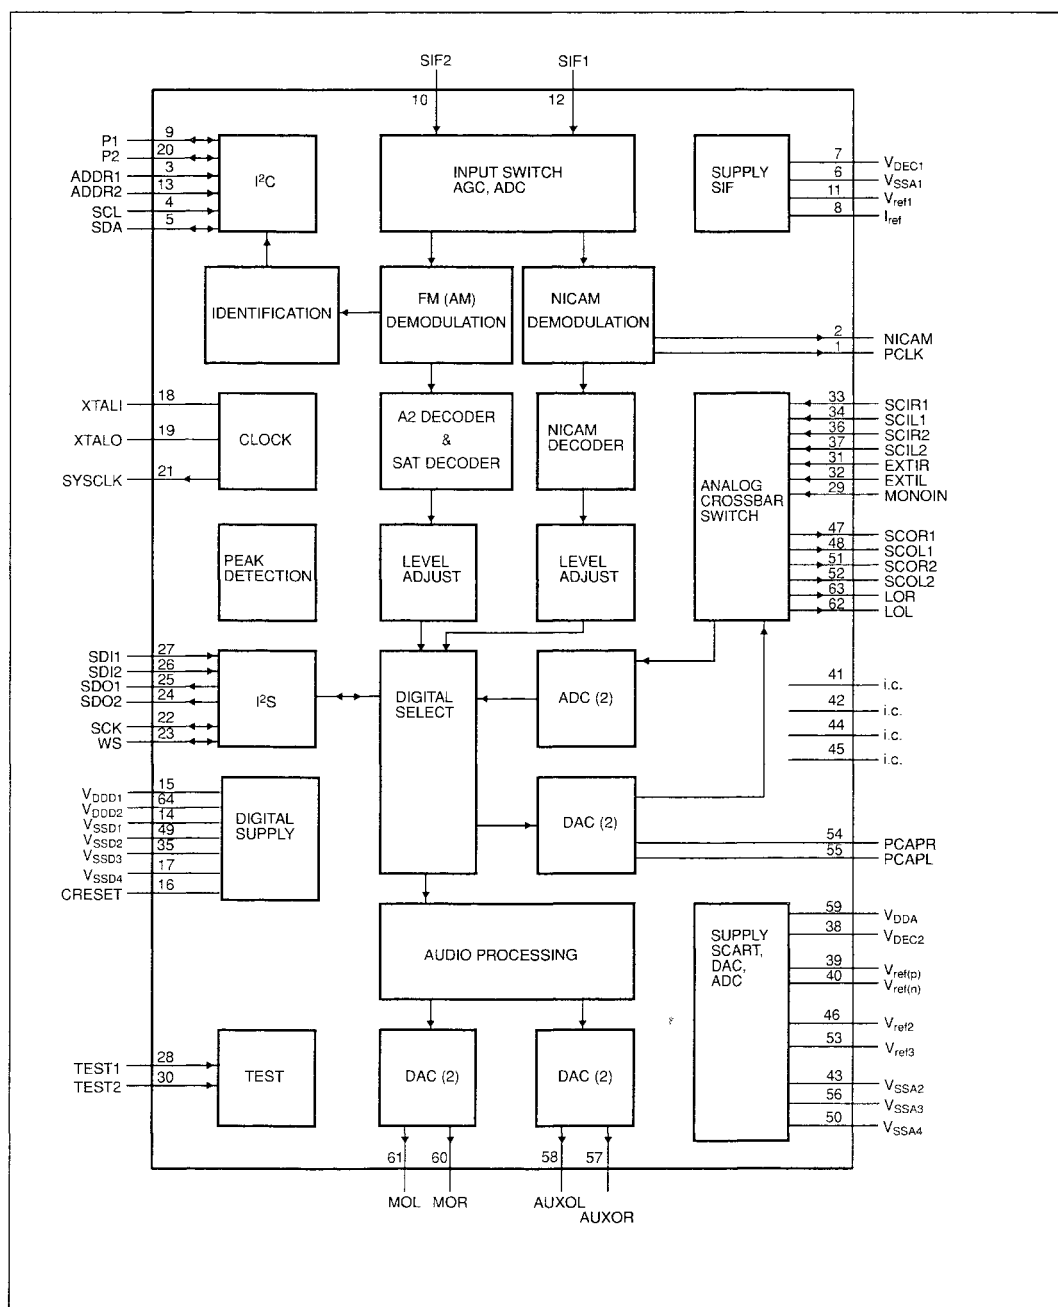 SIF2 SIF1
10 12
P1 9
P2 20
ADDR1 3
ADDR2 13
SCL 4
SDA 5
I²C
INPUT SWITCH
AGC, ADC
SUPPLY
SIF
7 VDEC1
6 VSSA1
11 Vref1
8 Iref
IDENTIFICATION
FM (AM)
DEMODULATION
NICAM
DEMODULATION
2 NICAM
1 PCLK
XTALI 18
XTALO 19
SYSCLK 21
CLOCK
A2 DECODER
&
SAT DECODER
NICAM
DECODER
ANALOG
CROSSBAR
SWITCH
33 SCIR1
34 SCIL1
36 SCIR2
37 SCIL2
31 EXTIR
32 EXTIL
29 MONOIN
47 SCOR1
48 SCOL1
51 SCOR2
52 SCOL2
63 LOR
62 LOL
PEAK
DETECTION
LEVEL
ADJUST
LEVEL
ADJUST
SDI1 27
SDI2 26
SDO1 25
SDO2 24
SCK 22
WS 23
I²S
DIGITAL
SELECT
ADC (2)
41 i.c.
42 i.c.
44 i.c.
45 i.c.
VDDD1 15
VDDD2 64
VSSD1 14
VSSD2 49
VSSD3 35
VSSD4 17
CRESET 16
DIGITAL
SUPPLY
DAC (2)
54 PCAPR
55 PCAPL
AUDIO PROCESSING
SUPPLY
SCART,
DAC,
ADC
59 VDDA
38 VDEC2
39 Vref(p)
40 Vref(n)
46 Vref2
53 Vref3
43 VSSA2
56 VSSA3
50 VSSA4
TEST1 28
TEST2 30
TEST
DAC (2)
DAC (2)
61 60 58 57
MOL MOR AUXOL
AUXOR